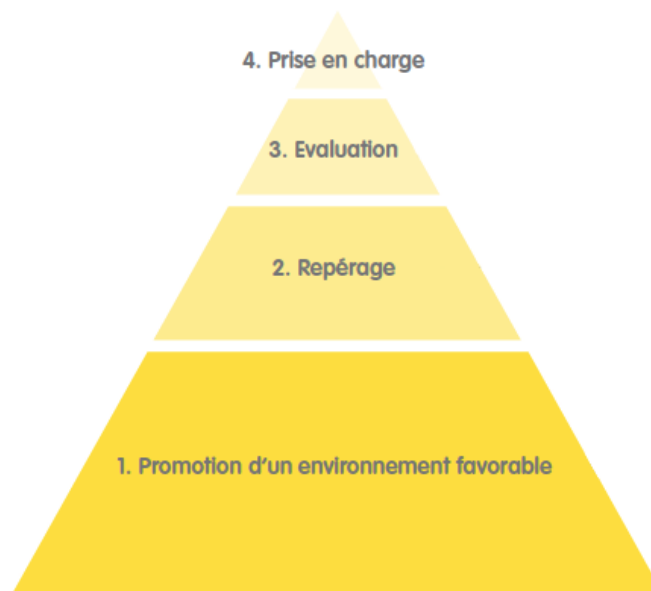 4. Prise en charge
3. Evaluation
2. Repérage
1. Promotion d'un environnement favorable